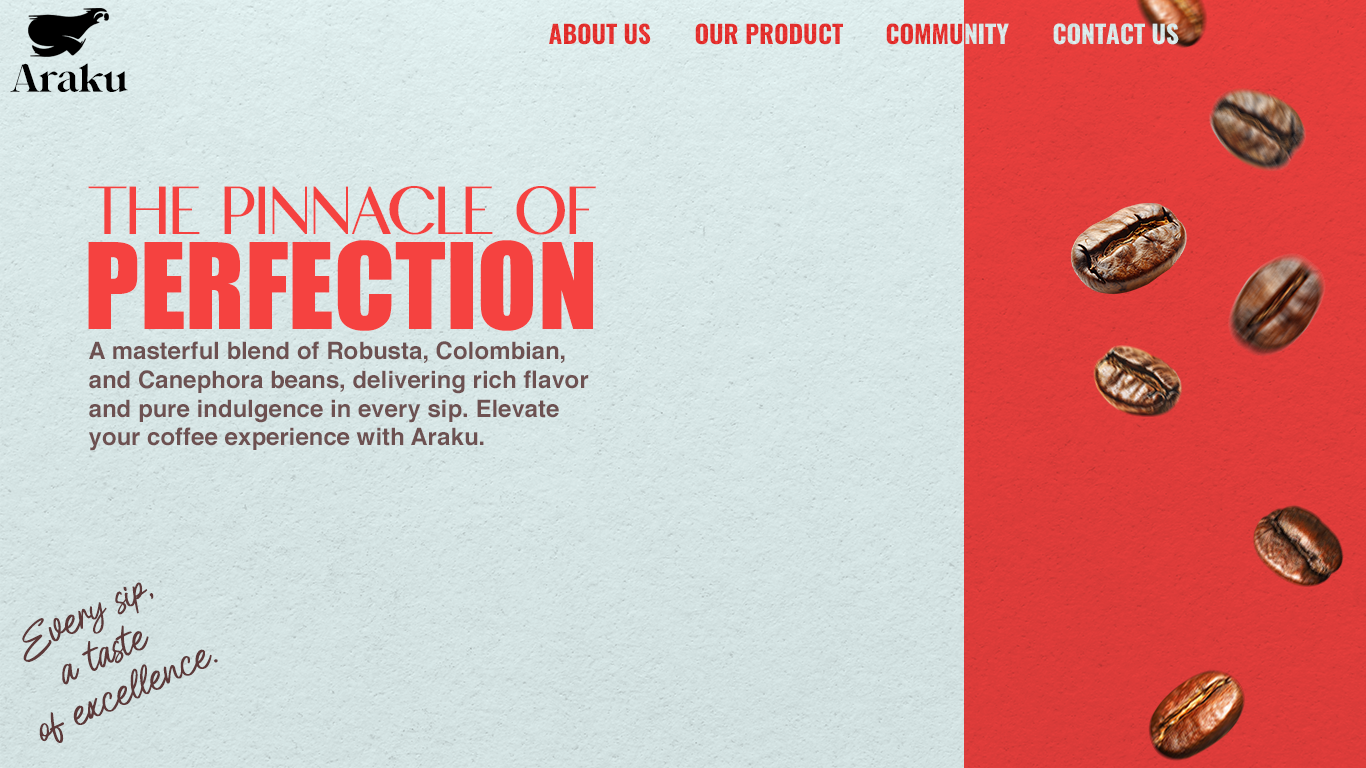 Araku
ABOUT US
OUR PRODUCT
COMMUNITY
CONTACT US
THE PINNACLE OF
PERFECTION
A masterful blend of Robusta, Colombian,
and Canephora beans, delivering rich flavor
and pure indulgence in every sip. Elevate
your coffee experience with Araku.
Every sip,
a taste
of excellence.